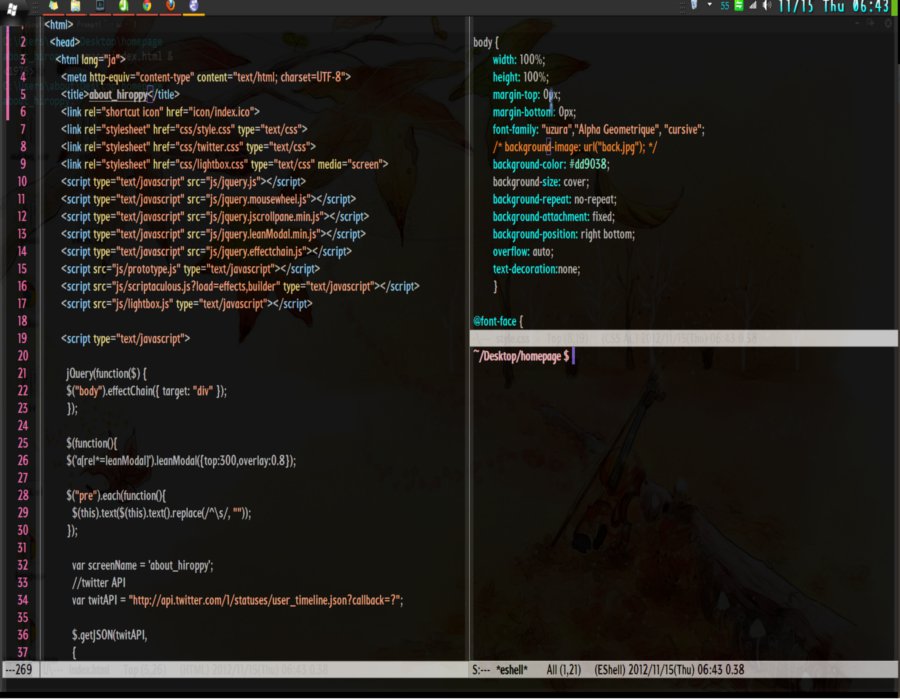 55 11/15 Thu 06:43
1 <html>
2 <head>
3 <html lang="ja">
4 <meta http-equiv="content-type" content="text/html; charset=UTF-8">
5 <title>about_hiroppy</title>
6 <link rel="shortcut icon" href="icon/index.ico">
7 <link rel="stylesheet" href="css/style.css" type="text/css">
8 <link rel="stylesheet" href="css/twitter.css" type="text/css">
9 <link rel="stylesheet" href="css/lightbox.css" type="text/css" media="screen">
10 <script type="text/javascript" src="js/jquery.js"></script>
11 <script type="text/javascript" src="js/jquery.mousewheel.js"></script>
12 <script type="text/javascript" src="js/jquery.jscrollpane.min.js"></script>
13 <script type="text/javascript" src="js/jquery.leanModal.min.js"></script>
14 <script type="text/javascript" src="js/jquery.effectchain.js"></script>
15 <script src="js/prototype.js" type="text/javascript"></script>
16 <script src="js/scriptaculous.js?load=effects,builder" type="text/javascript"></script>
17 <script src="js/lightbox.js" type="text/javascript"></script>
18
19 <script type="text/javascript">
20
21 jQuery(function($) {
22 $("body").effectChain({ target: "div" });
23 });
24
25 $(function(){
26 $('a[rel*=leanModal]').leanModal({top:300,overlay:0.8});
27
28 $("pre").each(function(){
29 $(this).text($(this).text().replace(/^\s/, ""));
30 });
31
32 var screenName = 'about_hiroppy';
33 //twitter API
34 var twitAPI = "http://api.twitter.com/1/statuses/user_timeline.json?callback=?";
35
36 $.getJSON(twitAPI,
37 {
---269 index.html Top (5,26) (HTML) 2012/11/15(Thu) 06:43 0.38
body {
width: 100%;
height: 100%;
margin-top: 0px;
margin-bottom: 0px;
font-family: "uzura","Alpha Geometrique", "cursive";
/* background-image: url("back.jpg"); */
background-color: #dd9038;
background-size: cover;
background-repeat: no-repeat;
background-attachment: fixed;
background-position: right bottom;
overflow: auto;
text-decoration:none;
}
@font-face {
style.css Top (5,19) (CSS AL) 2012/11/15(Thu) 06:43 0.38
~/Desktop/homepage $
S:--- *eshell* All (1,21) (EShell) 2012/11/15(Thu) 06:43 0.38